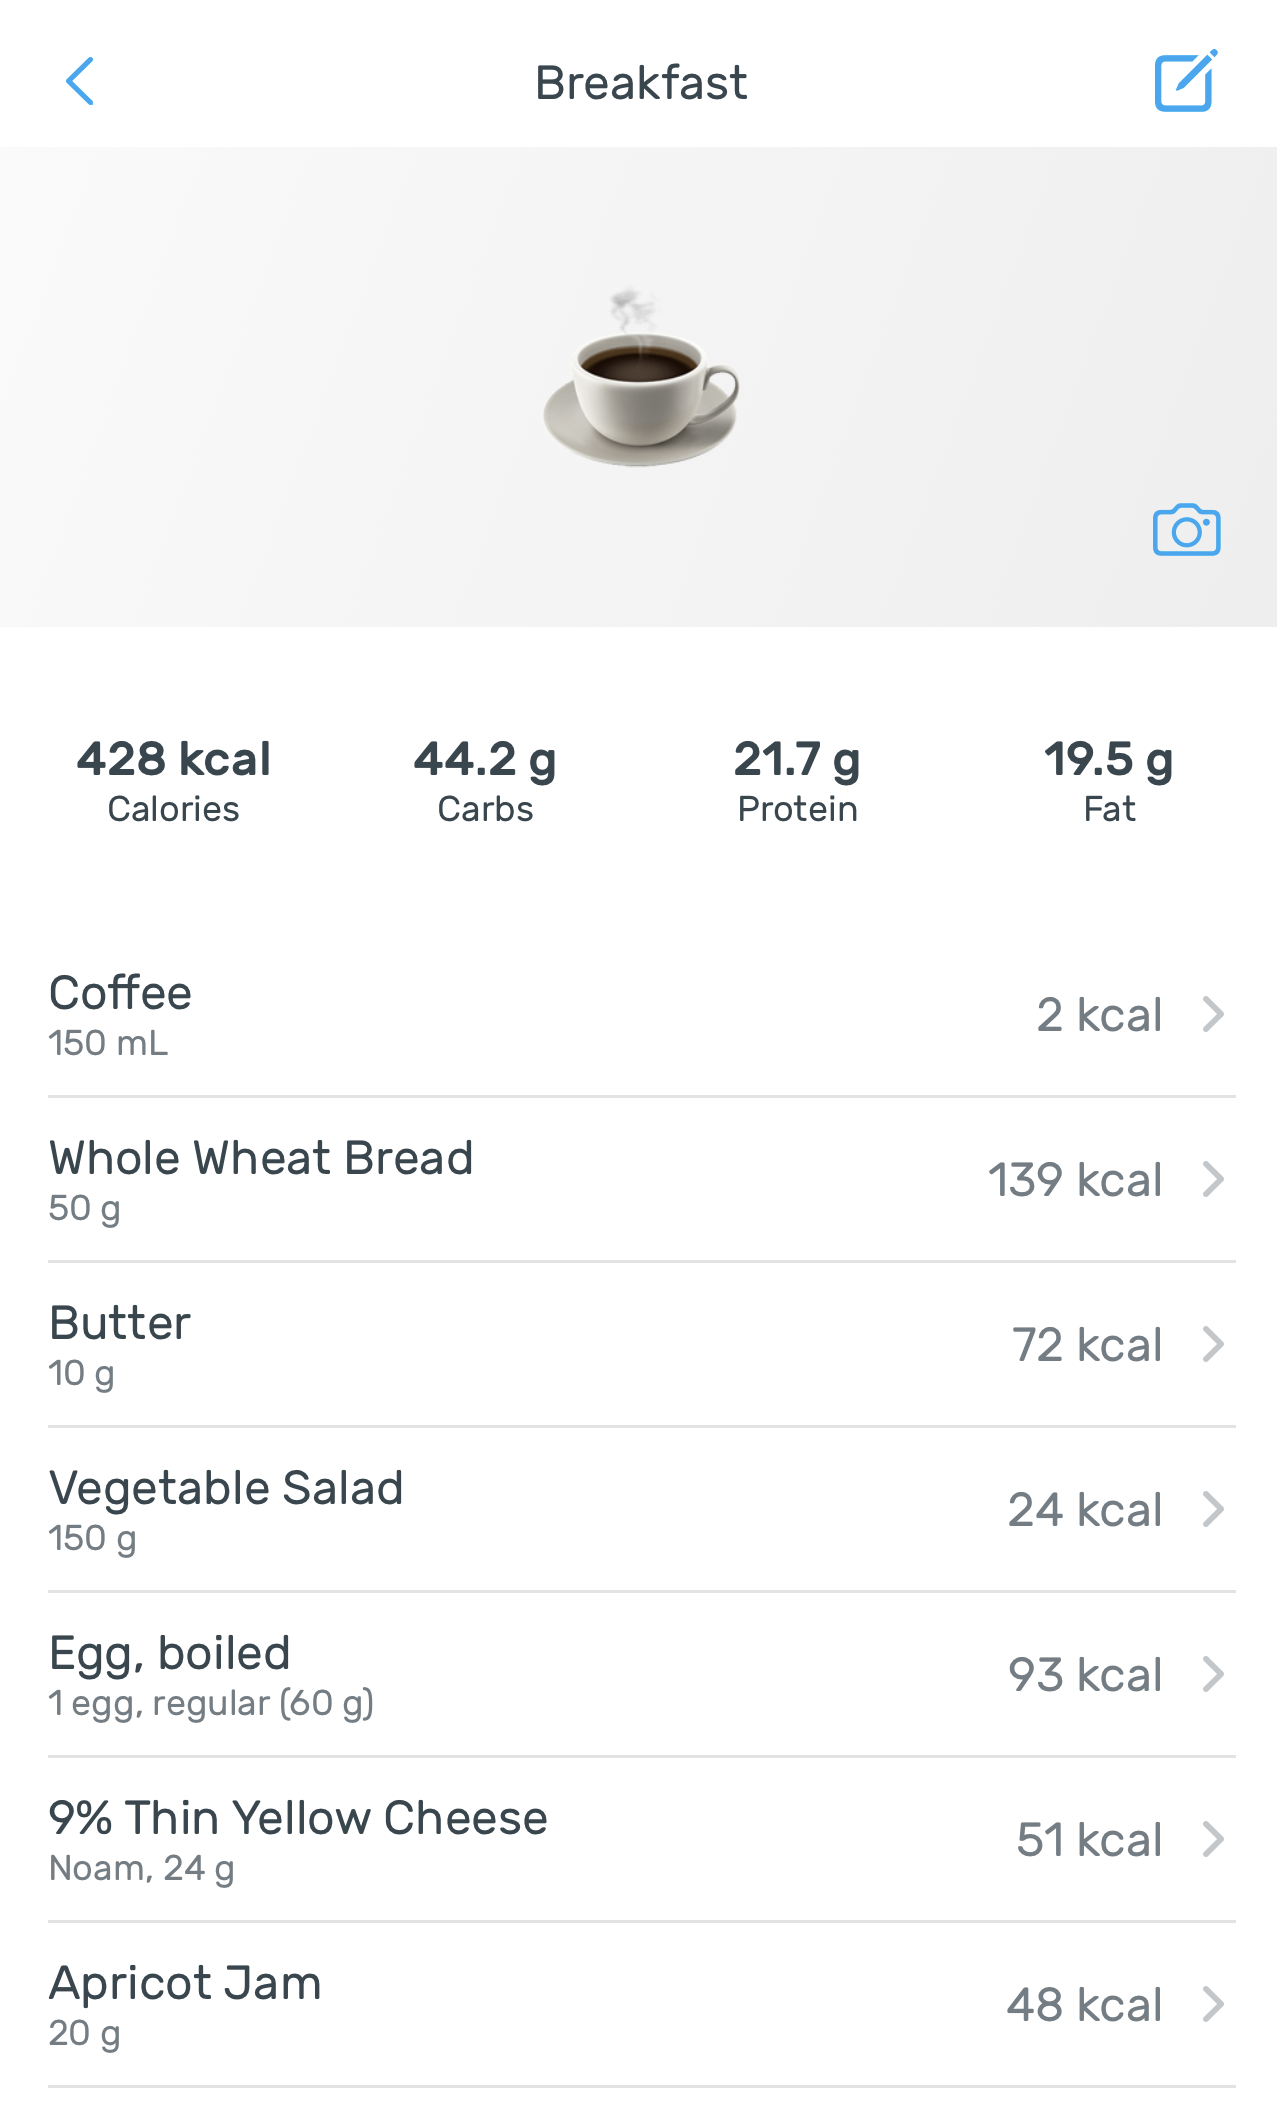 Breakfast
428 kcal 44.2 g 21.7 g 19.5 g
Calories Carbs Protein Fat
Coffee
150 mL
2 kcal
Whole Wheat Bread
50 g
139 kcal
Butter
10 g
72 kcal
Vegetable Salad
150 g
24 kcal
Egg, boiled
1 egg, regular (60 g)
93 kcal
9% Thin Yellow Cheese
Noam, 24 g
51 kcal
Apricot Jam
20 g
48 kcal